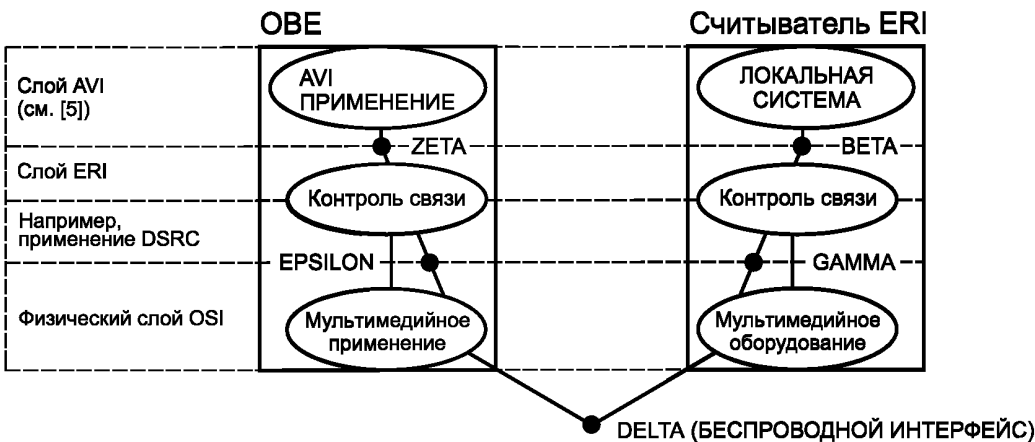 OBE
Считыватель ERI
Слой AVI
(см. [5])
AVI
ПРИМЕНЕНИЕ
ЛОКАЛЬНАЯ
СИСТЕМА
ZETA
BETA
Слой ERI
Контроль связи
Контроль связи
Например,
применение DSRC
EPSILON
GAMMA
Физический слой OSI
Мультимедийное
применение
Мультимедийное
оборудование
DELTA (БЕСПРОВОДНОЙ ИНТЕРФЕЙС)